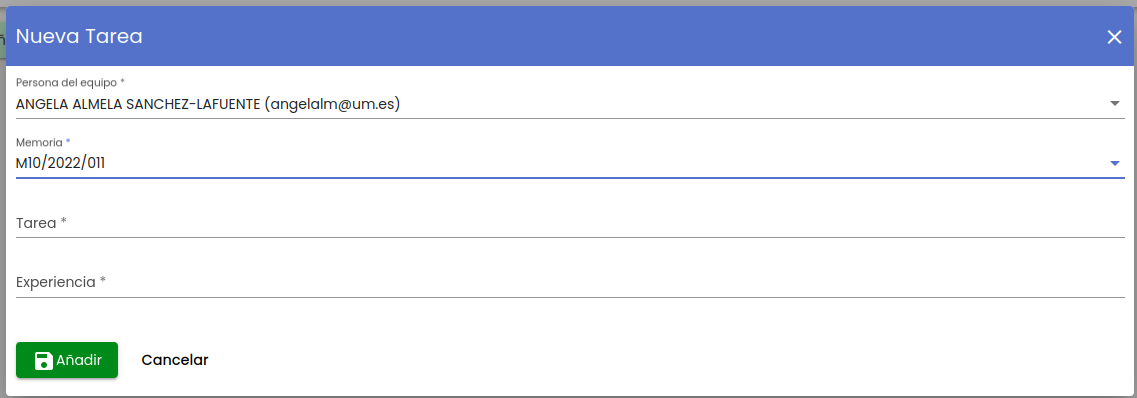 Nueva Tarea
Persona del equipo *
ANGELA ALMELA SANCHEZ-LAFUENTE (angelalm@um.es)
Memoria *
M10/2022/011
Tarea *
Experiencia *
Añadir Cancelar